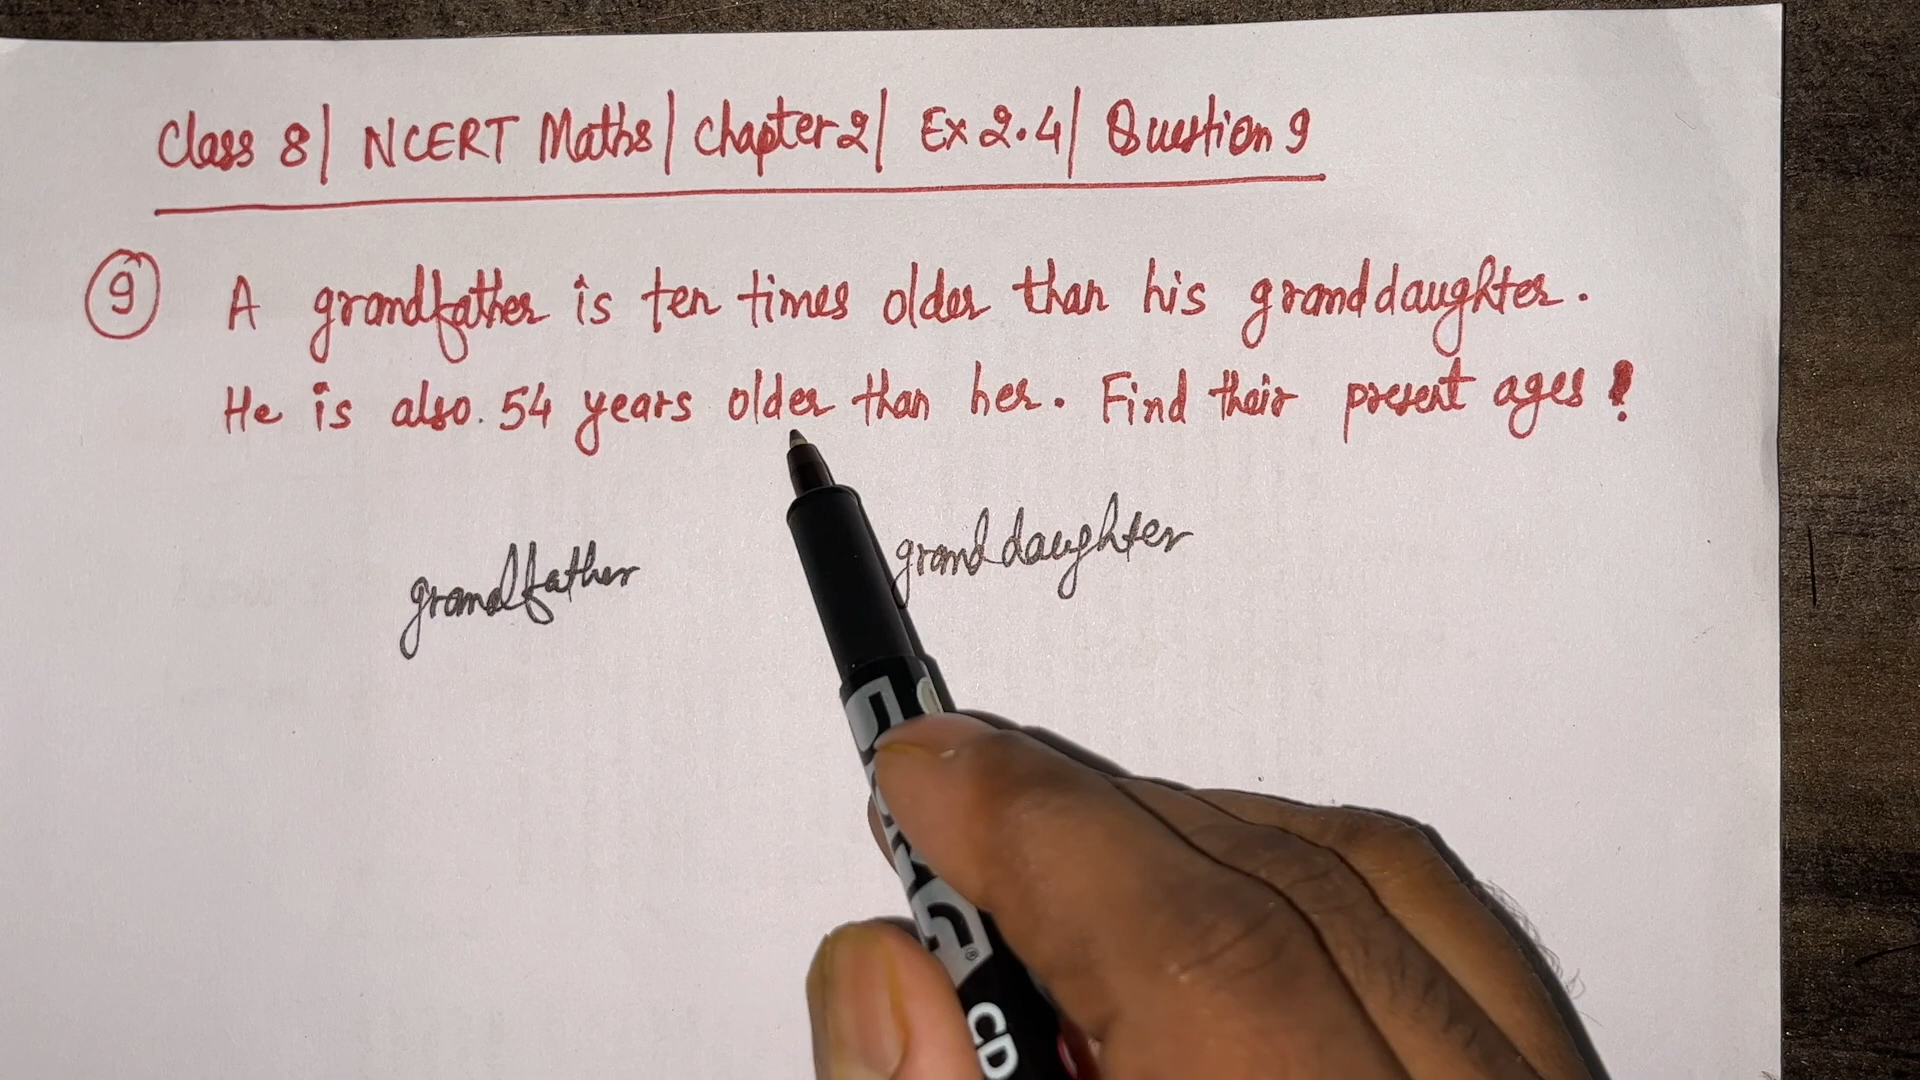 Class 8 | NCERT Maths | Chapter 2 | Ex 2.4 | Question 9
9 A grandfather is ten times older than his granddaughter.
He is also 54 years older than her. Find their present ages?
grandfather granddaughter
CD